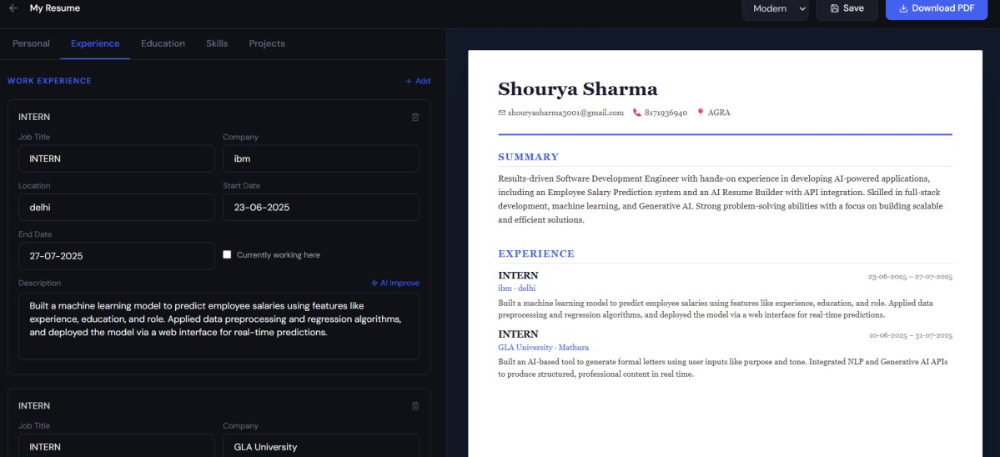 My Resume
Modern
Save
Download PDF
Personal
Experience
Education
Skills
Projects
WORK EXPERIENCE
+ Add
INTERN
Job Title
Company
INTERN
ibm
Location
Start Date
delhi
23-06-2025
End Date
27-07-2025
Currently working here
Description
AI Improve
Built a machine learning model to predict employee salaries using features like
experience, education, and role. Applied data preprocessing and regression algorithms,
and deployed the model via a web interface for real-time predictions.
INTERN
Job Title
Company
INTERN
GLA University
Shourya Sharma
shouryasharma3001@gmail.com 8171936940 AGRA
SUMMARY
Results-driven Software Development Engineer with hands-on experience in developing AI-powered applications,
including an Employee Salary Prediction system and an AI Resume Builder with API integration. Skilled in full-stack
development, machine learning, and Generative AI. Strong problem-solving abilities with a focus on building scalable
and efficient solutions.
EXPERIENCE
INTERN 23-06-2025 – 27-07-2025
ibm · delhi
Built a machine learning model to predict employee salaries using features like experience, education, and role. Applied data
preprocessing and regression algorithms, and deployed the model via a web interface for real-time predictions.
INTERN 10-06-2025 – 31-07-2025
GLA University · Mathura
Built an AI-based tool to generate formal letters using user inputs like purpose and tone. Integrated NLP and Generative AI APIs
to produce structured, professional content in real time.